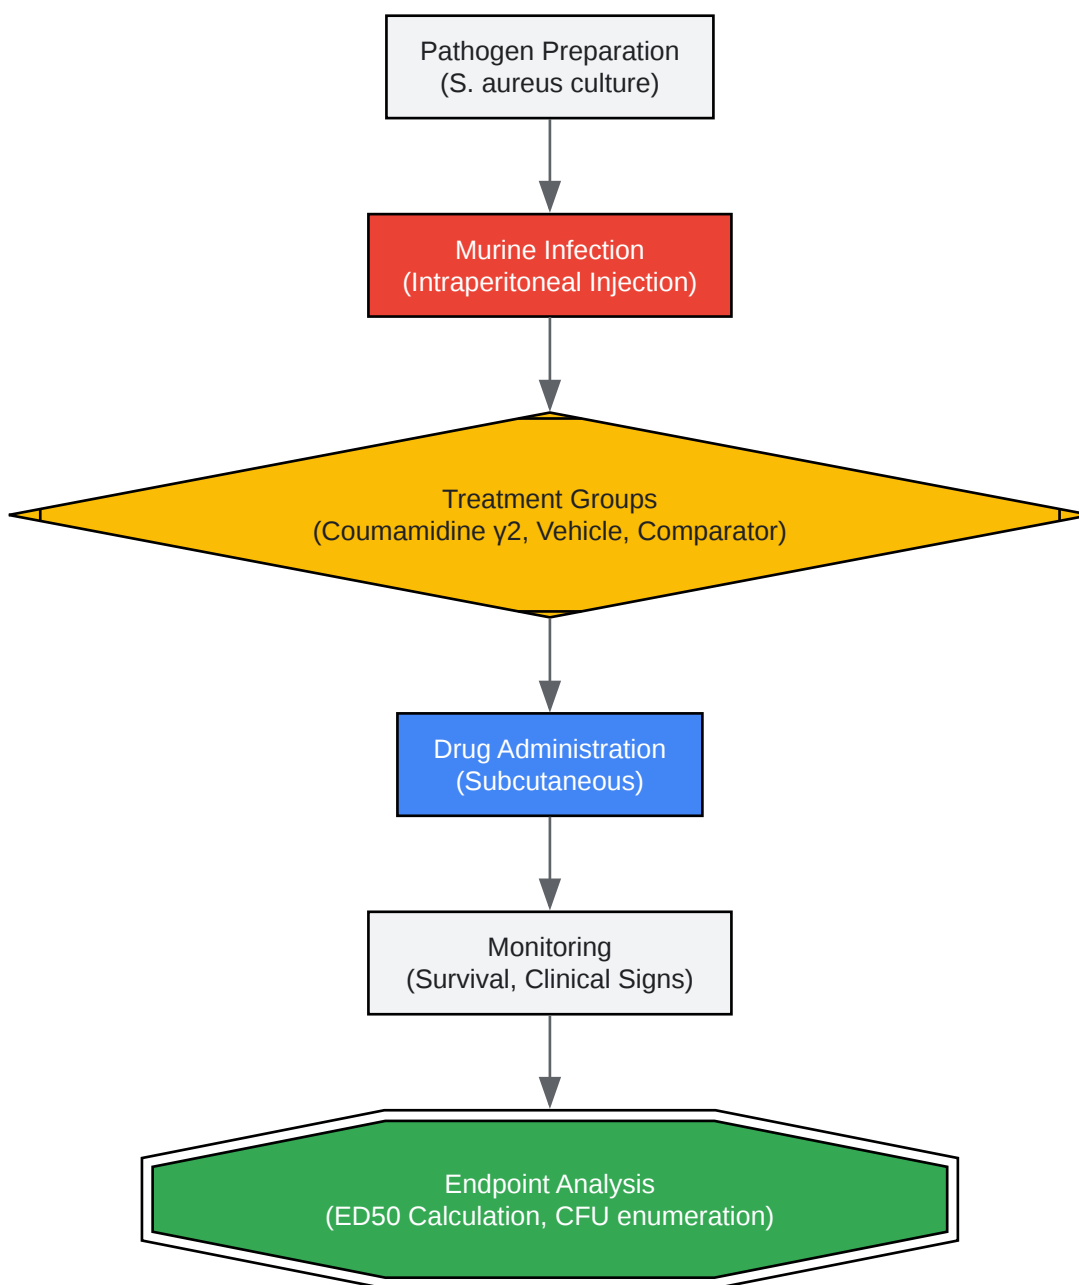 Pathogen Preparation
(S. aureus culture)
Murine Infection
(Intraperitoneal Injection)
Treatment Groups
(Coumamidine γ2, Vehicle, Comparator)
Drug Administration
(Subcutaneous)
Monitoring
(Survival, Clinical Signs)
Endpoint Analysis
(ED50 Calculation, CFU enumeration)